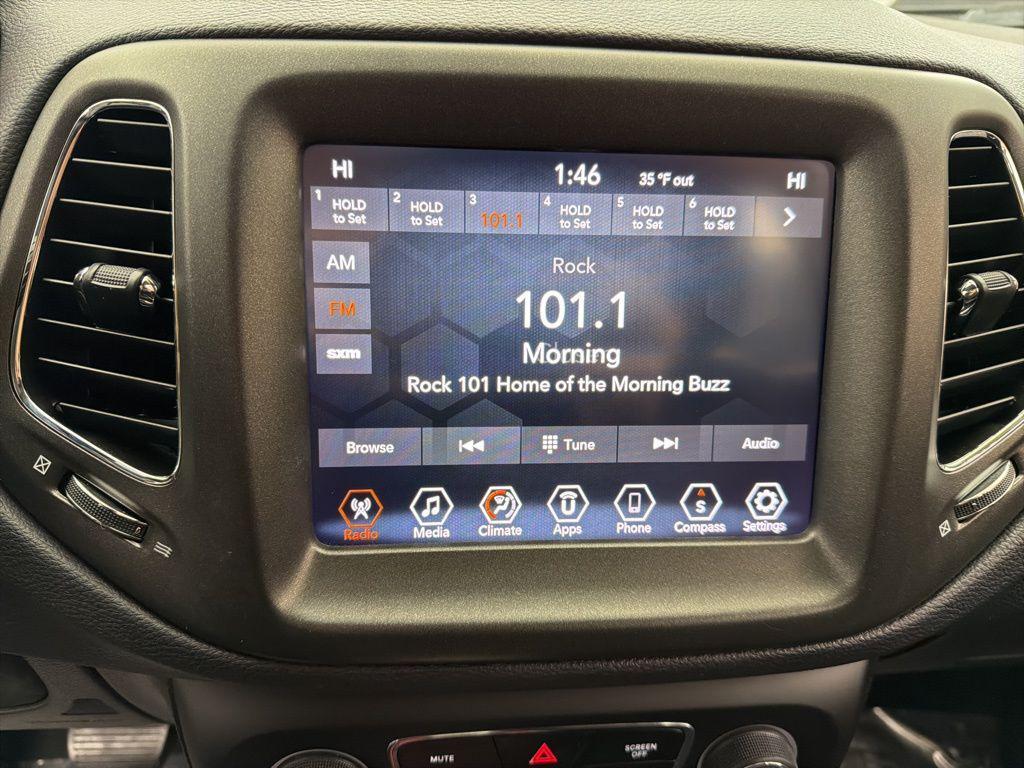 HI 1:46 35 °F out HI
1 HOLD to Set 2 HOLD to Set 3 101.1 4 HOLD to Set 5 HOLD to Set 6 HOLD to Set
AM
FM
sxm
Rock
101.1
Morning
Rock 101 Home of the Morning Buzz
Browse Tune Audio
Radio Media Climate Apps Phone S Compass Settings
MUTE SCREEN OFF